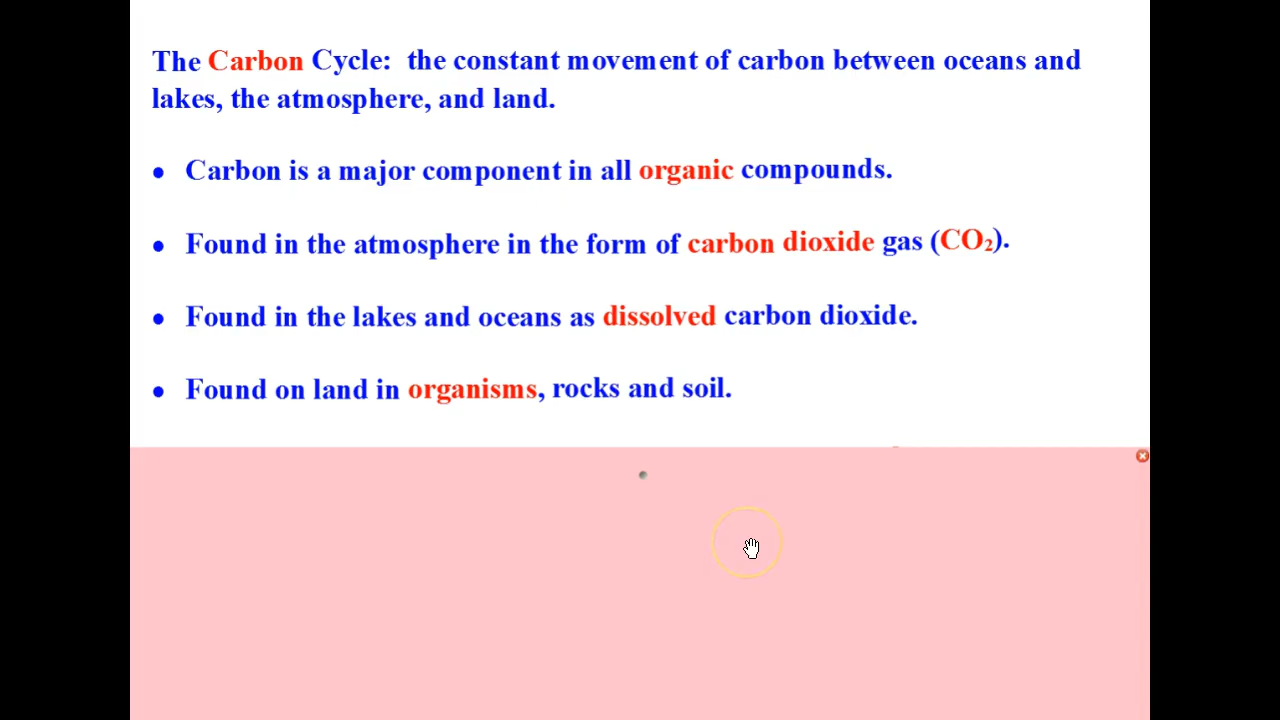 The Carbon Cycle: the constant movement of carbon between oceans and
lakes, the atmosphere, and land.
• Carbon is a major component in all organic compounds.
• Found in the atmosphere in the form of carbon dioxide gas (CO₂).
• Found in the lakes and oceans as dissolved carbon dioxide.
• Found on land in organisms, rocks and soil.